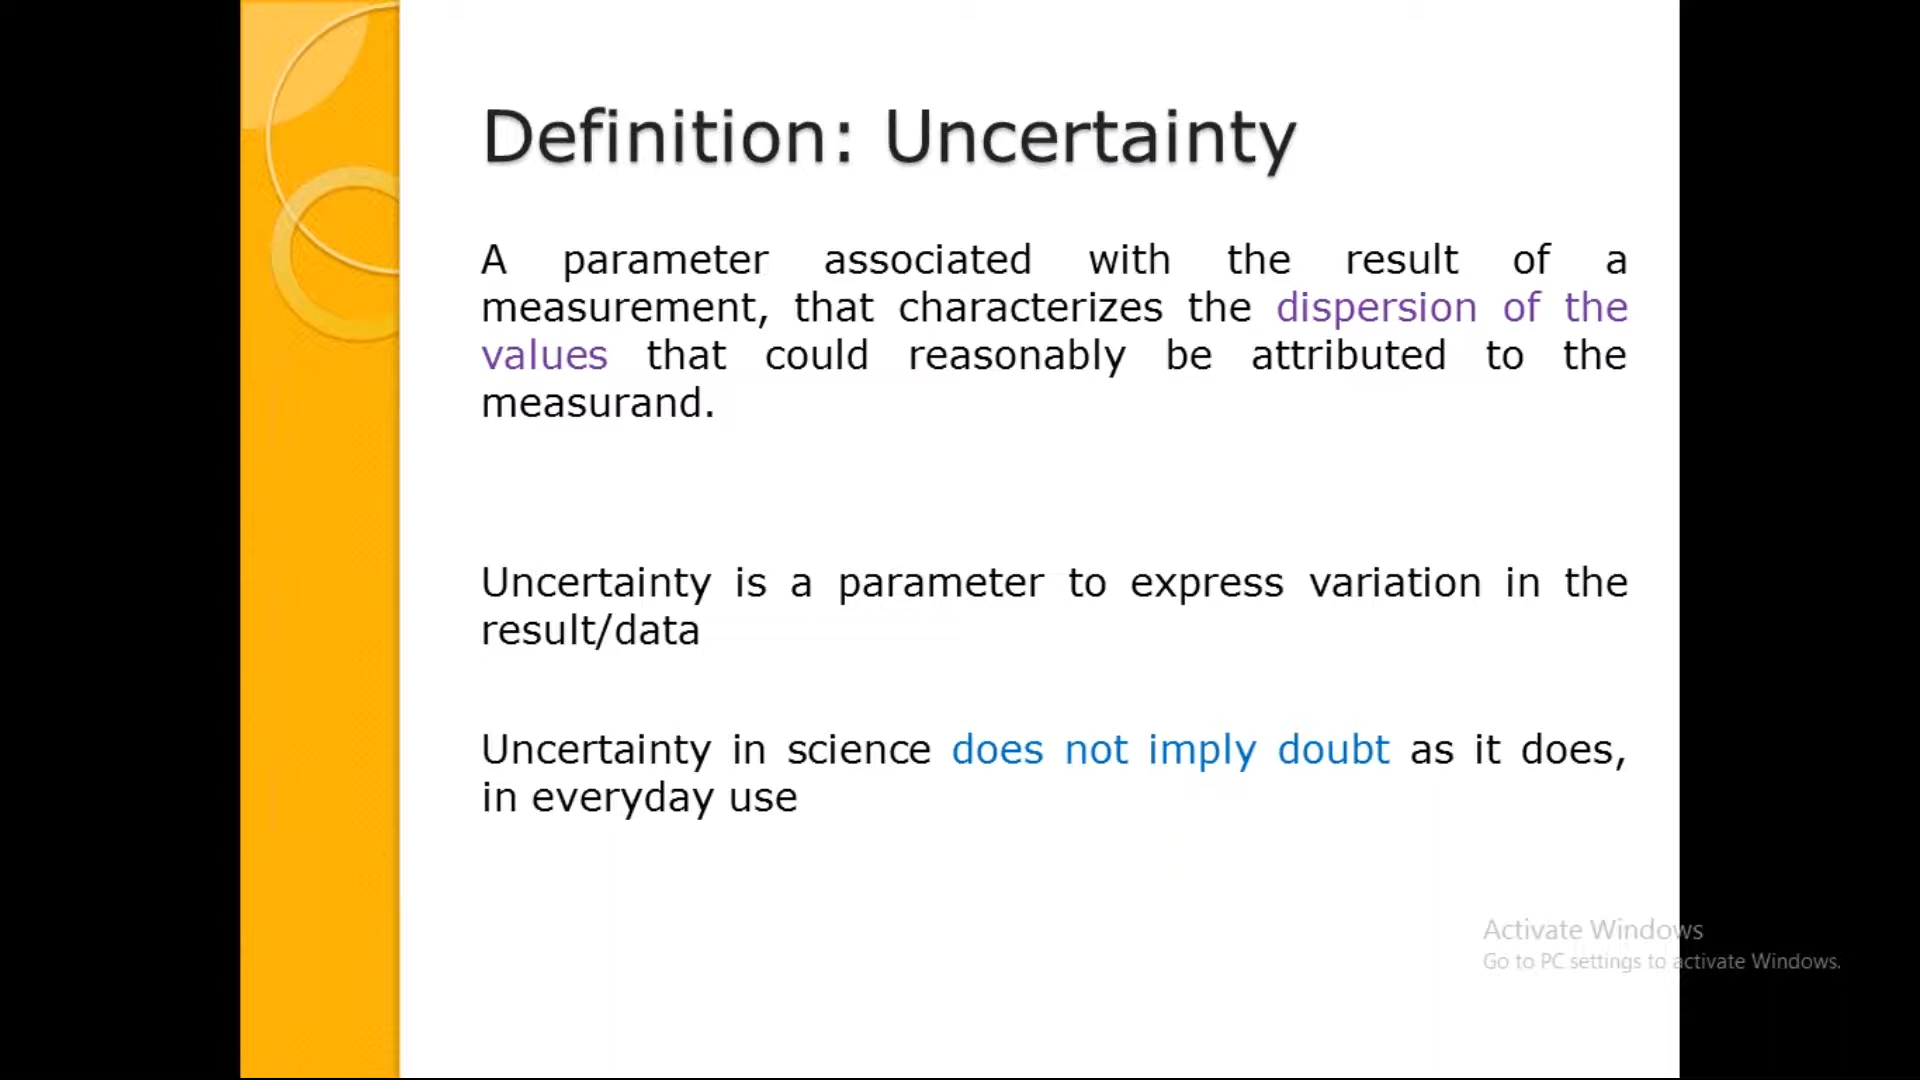 Definition: Uncertainty
A parameter associated with the result of a
measurement, that characterizes the dispersion of the
values that could reasonably be attributed to the
measurand.
Uncertainty is a parameter to express variation in the
result/data
Uncertainty in science does not imply doubt as it does,
in everyday use
Activate Windows
Go to PC settings to activate Windows.